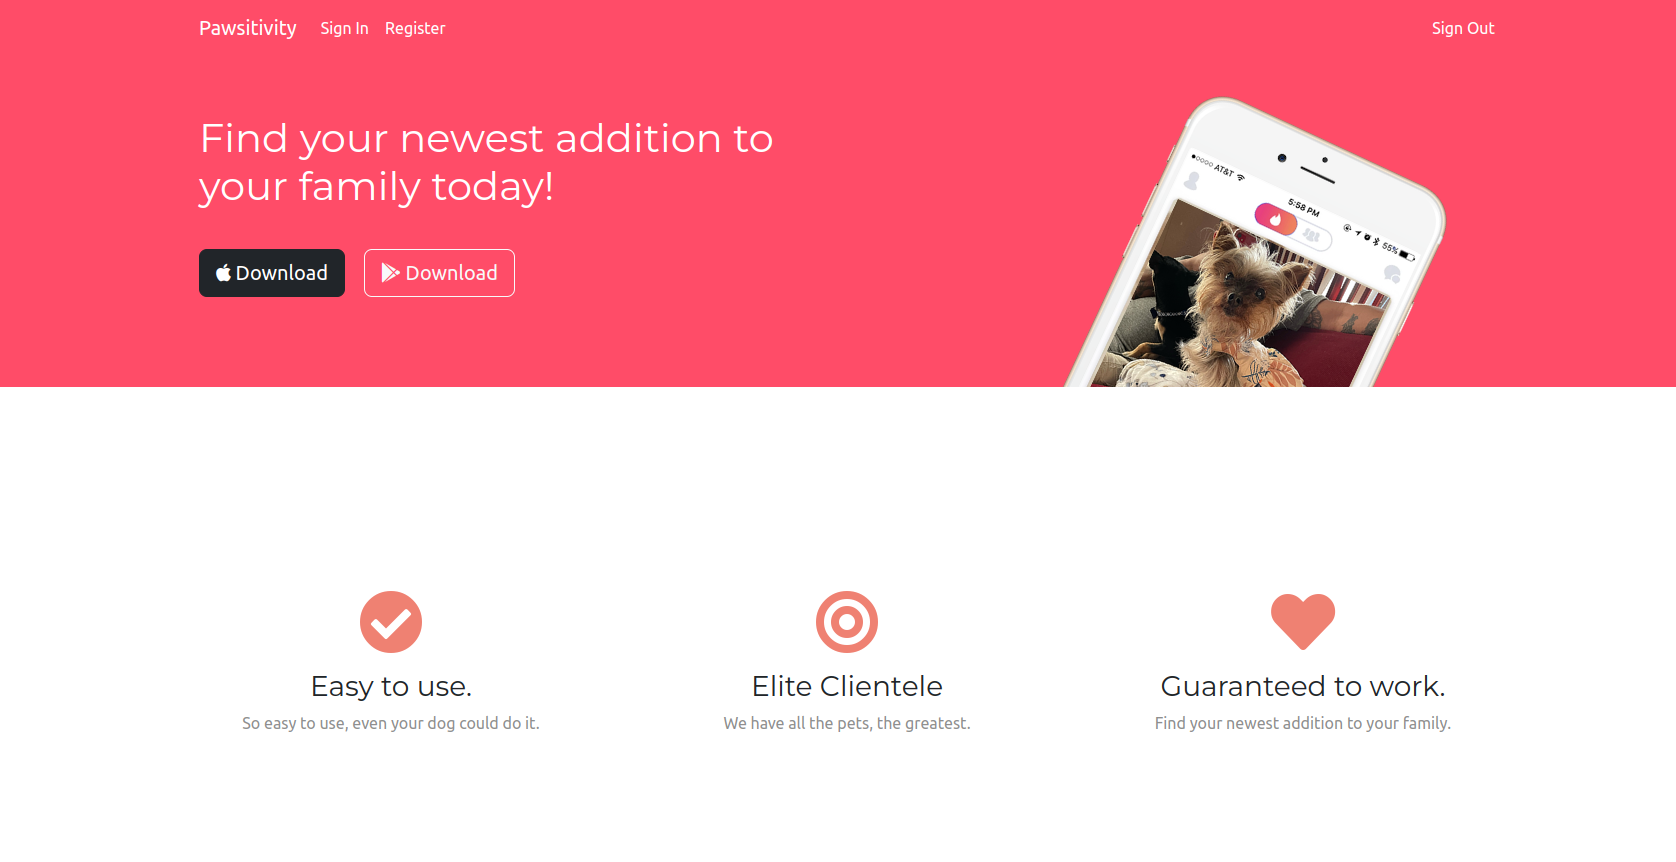 Pawsitivity Sign In Register Sign Out
Find your newest addition to
your family today!
Download Download
AT&T 5:58 PM 55%
Easy to use. Elite Clientele Guaranteed to work.
So easy to use, even your dog could do it. We have all the pets, the greatest. Find your newest addition to your family.